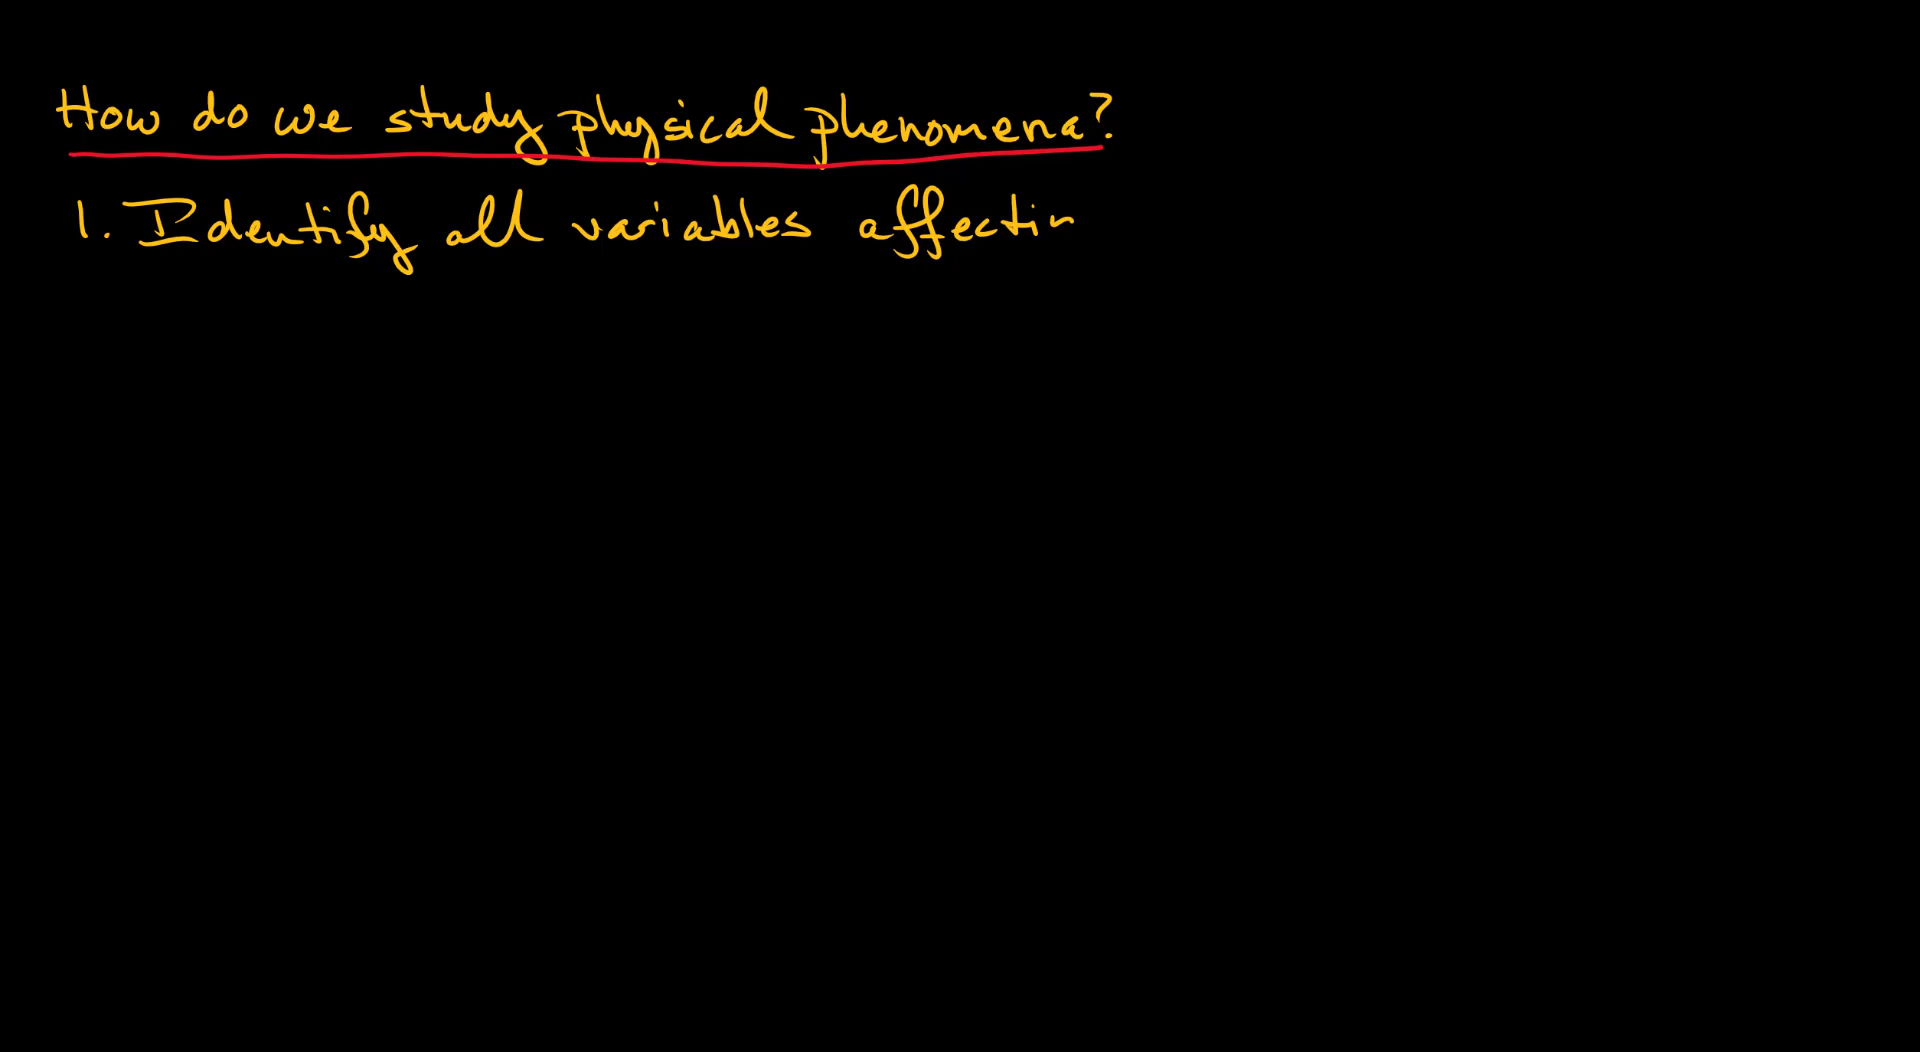 How do we study physical phenomena?
1. Identify all variables affectin